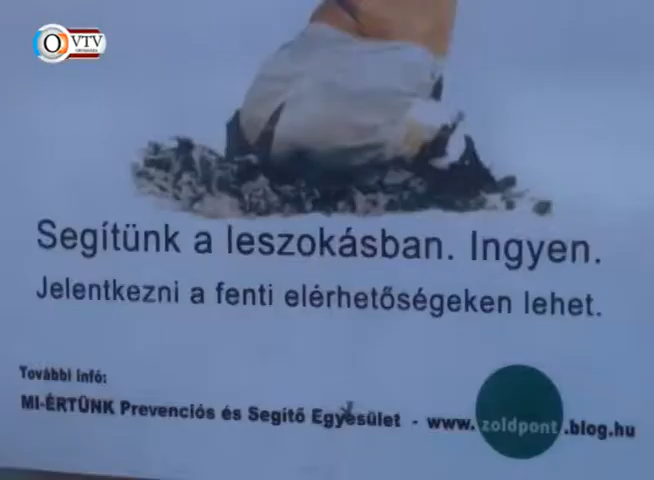 O VTV
Segítünk a leszokásban. Ingyen.
Jelentkezni a fenti elérhetőségeken lehet.
További infó:
MI-ÉRTÜNK Prevenciós és Segítő Egyesület - www.zoldpont.blog.hu